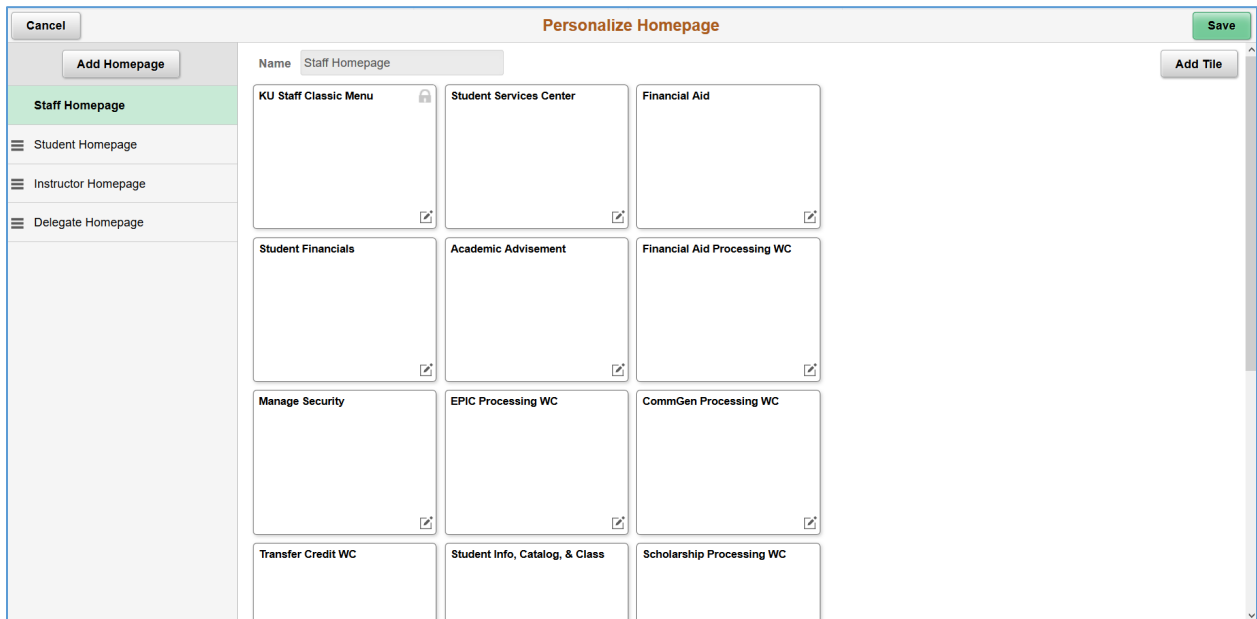 Cancel
Personalize Homepage
Save
Add Homepage
Name
Staff Homepage
Add Tile
Staff Homepage
Student Homepage
Instructor Homepage
Delegate Homepage
KU Staff Classic Menu
Student Services Center
Financial Aid
Student Financials
Academic Advisement
Financial Aid Processing WC
Manage Security
EPIC Processing WC
CommGen Processing WC
Transfer Credit WC
Student Info, Catalog, & Class
Scholarship Processing WC